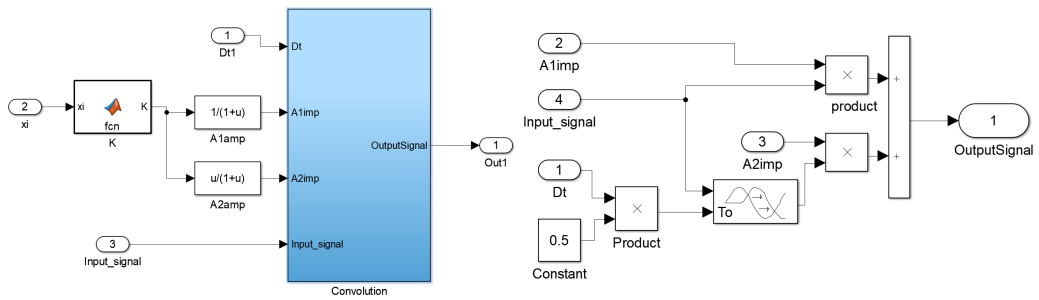 1
Dt1
Dt
2
xi
xi
K
fcn
K
1/(1+u)
A1amp
A1imp
u/(1+u)
A2amp
A2imp
OutputSignal
1
Out1
3
Input_signal
Input_signal
Convolution
2
A1imp
4
Input_signal
×
product
+
3
A2imp
×
+
1
OutputSignal
1
Dt
×
Product
To
0.5
Constant